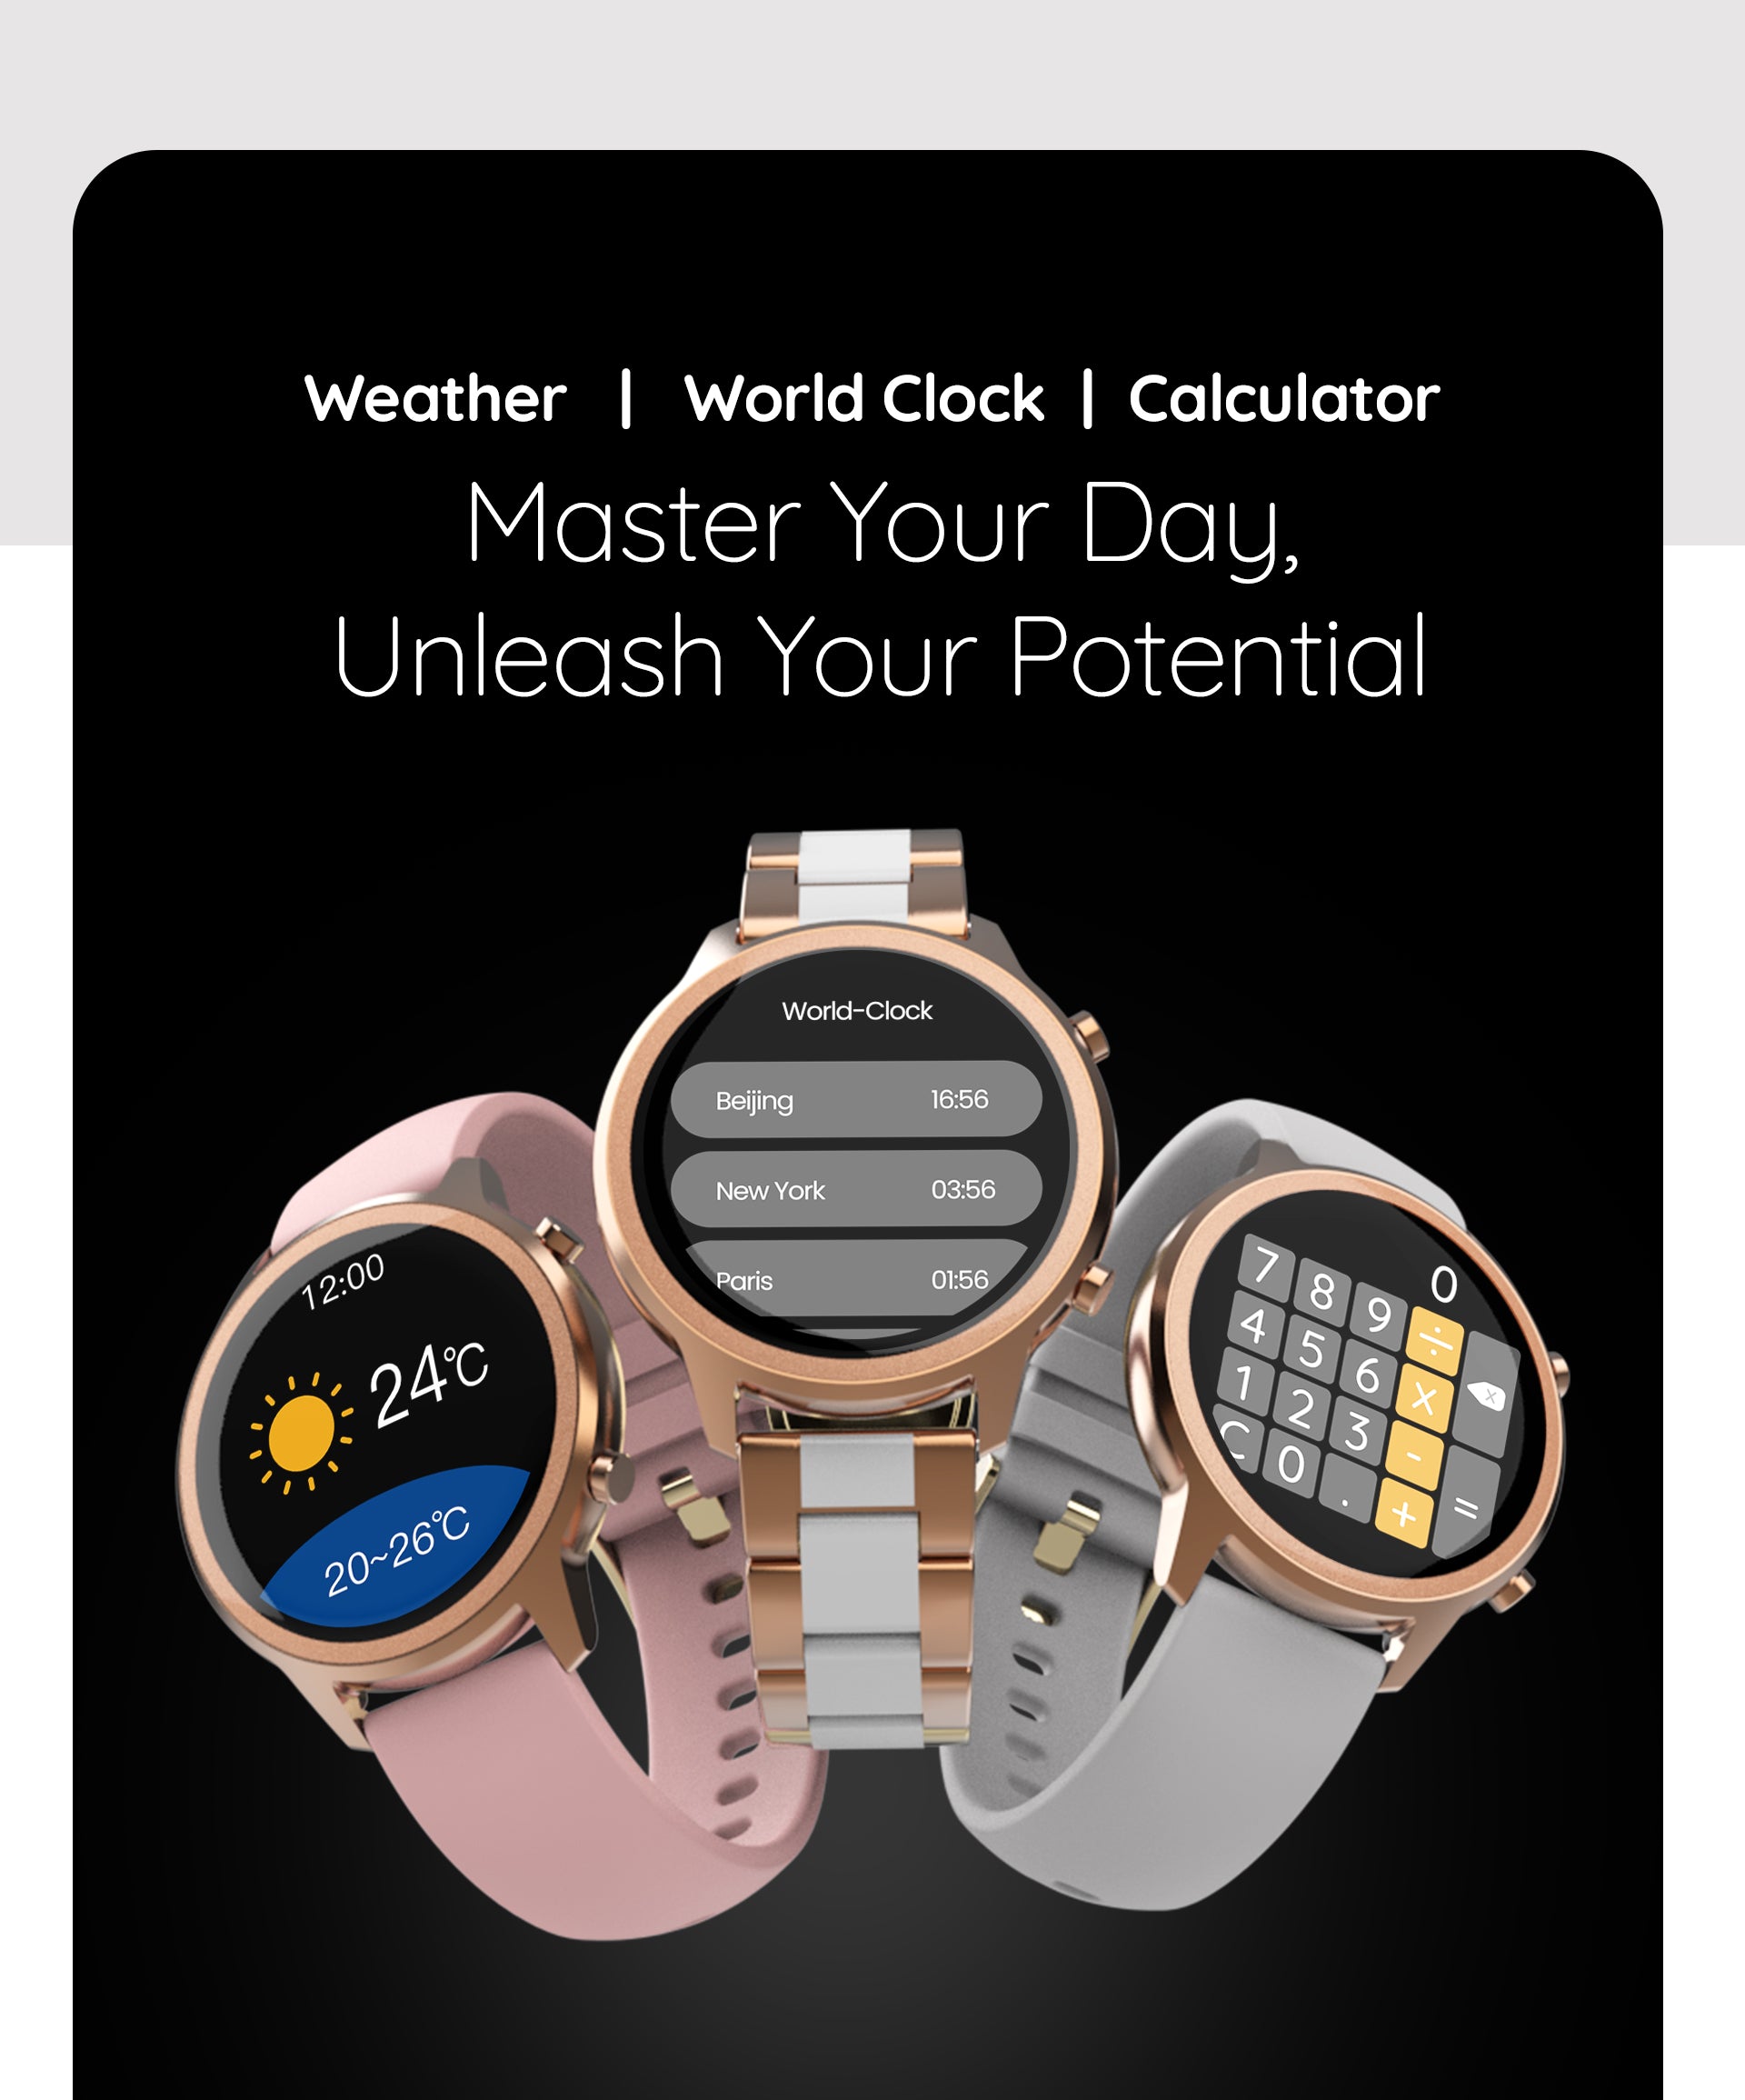 Weather | World Clock | Calculator
Master Your Day,
Unleash Your Potential
World-Clock
Beijing 16:56
New York 03:56
Paris 01:56
12:00
24°C
20~26°C
0
7 8 9 ÷
4 5 6 X
1 2 3 -
C 0 . + =